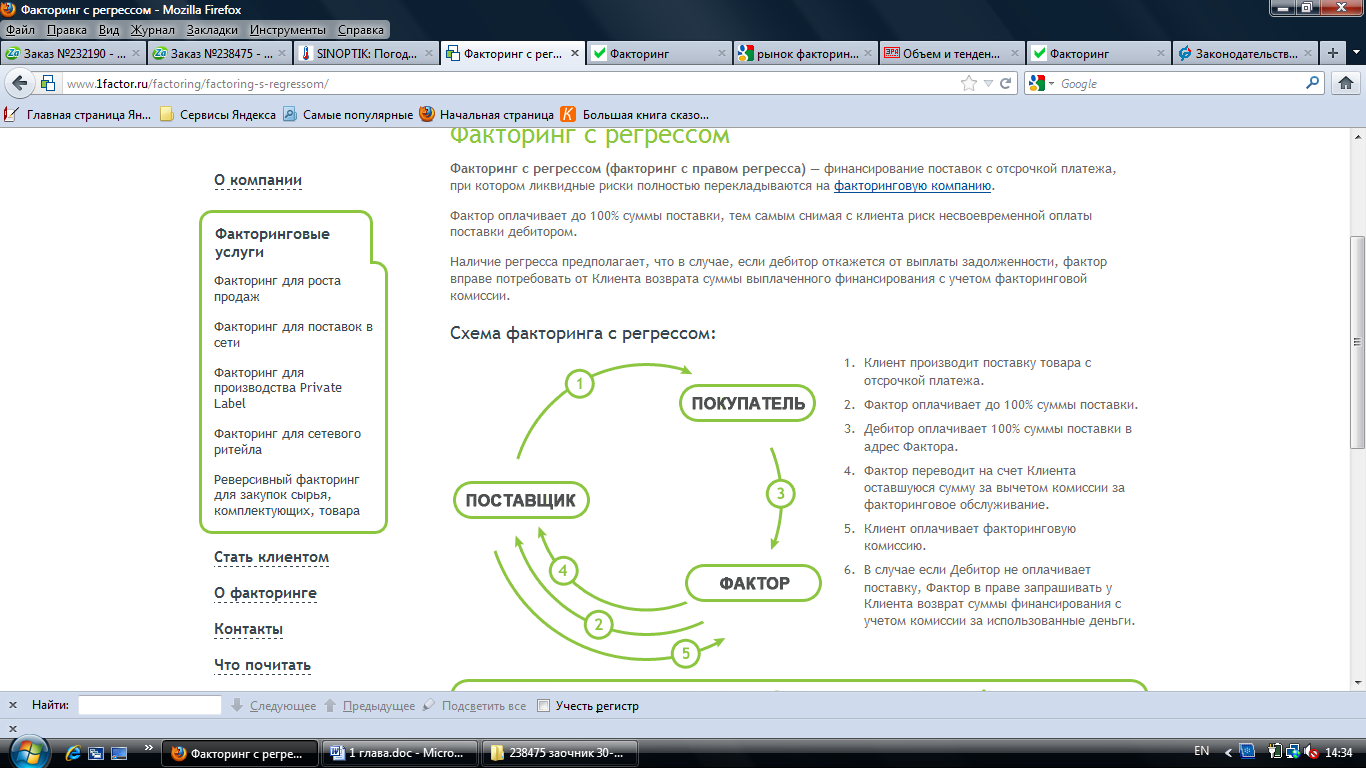 Факторинг с регрессом - Mozilla Firefox
Файл Правка Вид Журнал Закладки Инструменты Справка
Заказ №232190 - ... Заказ №238475 - ... SINOPTIK: Погод... Факторинг с рег... Факторинг рынок факторин... Объем и тенден... Факторинг Законодательств...
www.1factor.ru/factoring/factoring-s-regressom/ Google
Главная страница Ян... Сервисы Яндекса Самые популярные Начальная страница Большая книга сказо...
Факторинг с регрессом
Факторинг с регрессом (факторинг с правом регресса) — финансирование поставок с отсрочкой платежа,
при котором ликвидные риски полностью перекладываются на факторинговую компанию.
Фактор оплачивает до 100% суммы поставки, тем самым снимая с клиента риск несвоевременной оплаты
поставки дебитором.
Наличие регресса предполагает, что в случае, если дебитор откажется от выплаты задолженности, фактор
вправе потребовать от Клиента возврата суммы выплаченного финансирования с учетом факторинговой
комиссии.
О компании
Факторинговые
услуги
Факторинг для роста
продаж
Факторинг для поставок в
сети
Факторинг для
производства Private
Label
Факторинг для сетевого
ритейла
Реверсивный факторинг
для закупок сырья,
комплектующих, товара
Стать клиентом
О факторинге
Контакты
Что почитать
Схема факторинга с регрессом:
1
ПОКУПАТЕЛЬ
ПОСТАВЩИК
3
4
ФАКТОР
2
5
1. Клиент производит поставку товара с
отсрочкой платежа.
2. Фактор оплачивает до 100% суммы поставки.
3. Дебитор оплачивает 100% суммы поставки в
адрес Фактора.
4. Фактор переводит на счет Клиента
оставшуюся сумму за вычетом комиссии за
факторинговое обслуживание.
5. Клиент оплачивает факторинговую
комиссию.
6. В случае если Дебитор не оплачивает
поставку, Фактор в праве запрашивать у
Клиента возврат суммы финансирования с
учетом комиссии за использованные деньги.
Найти: Следующее Предыдущее Подсветить все Учесть регистр
Факторинг с регре... 1 глава.doc - Micro... 238475 заочник 30-... EN 14:34